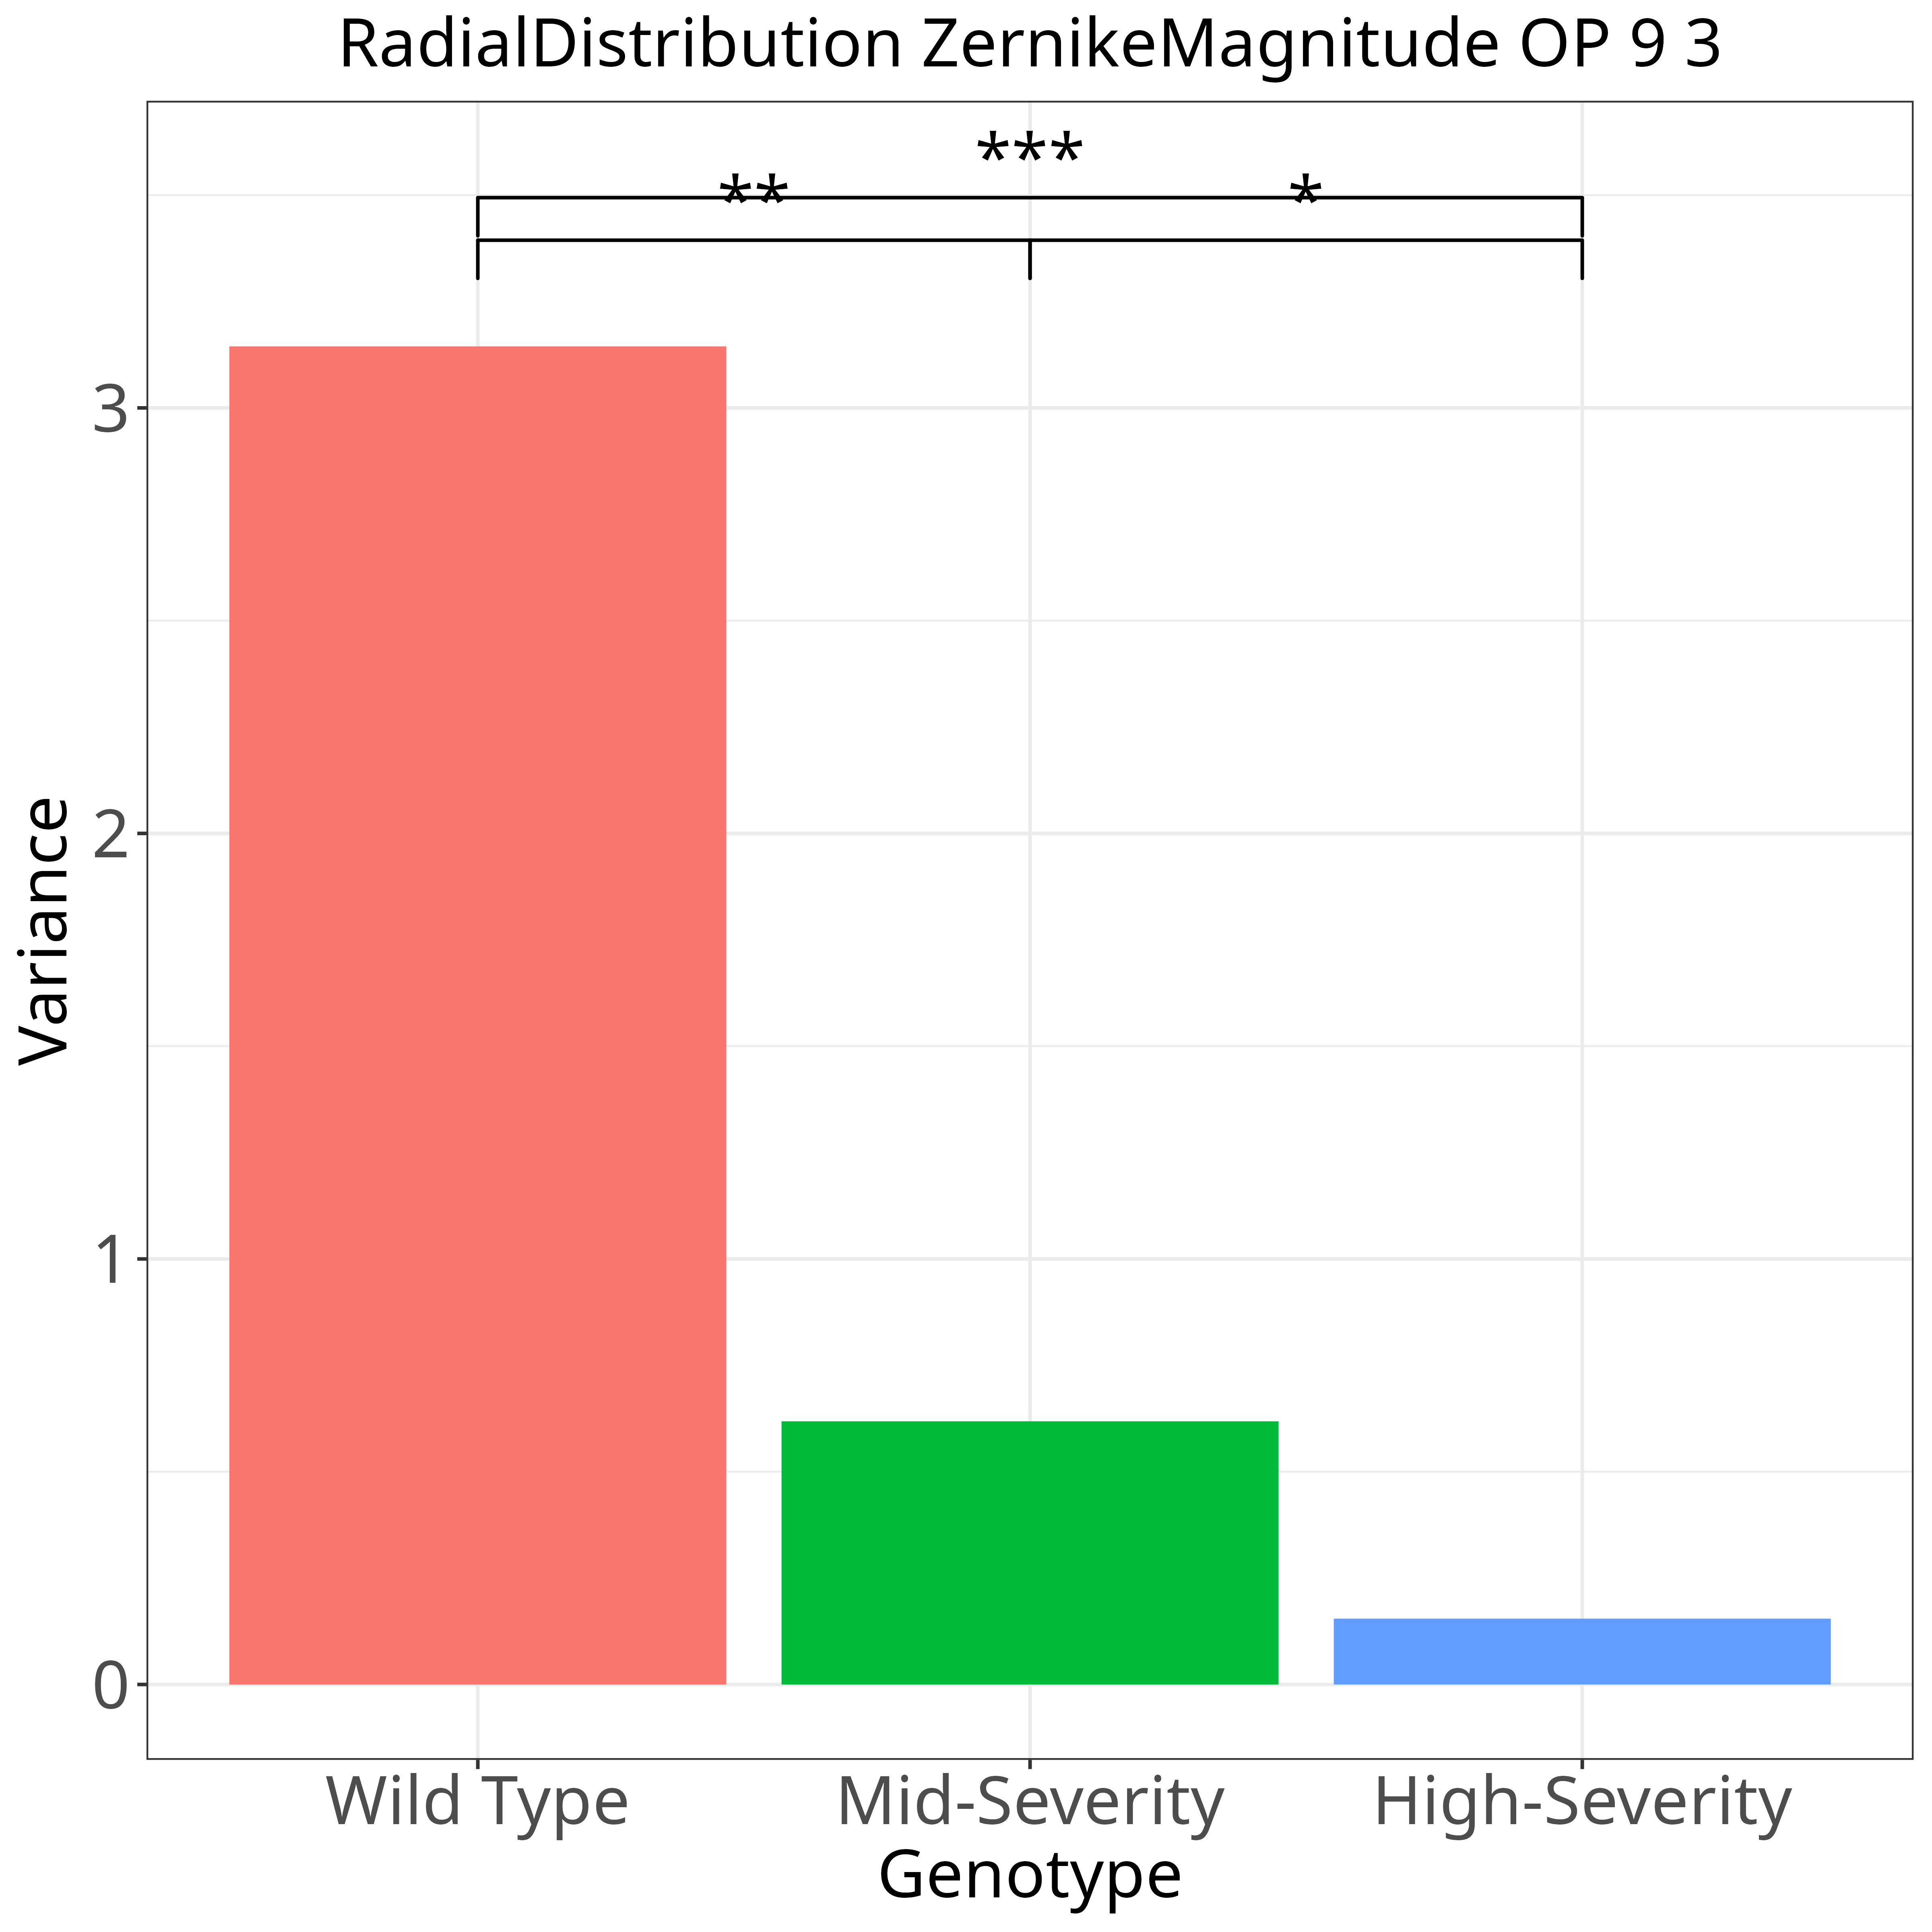 RadialDistribution ZernikeMagnitude OP 9 3
***
** *
3
2
1
0
Variance
Wild Type Mid-Severity High-Severity
Genotype